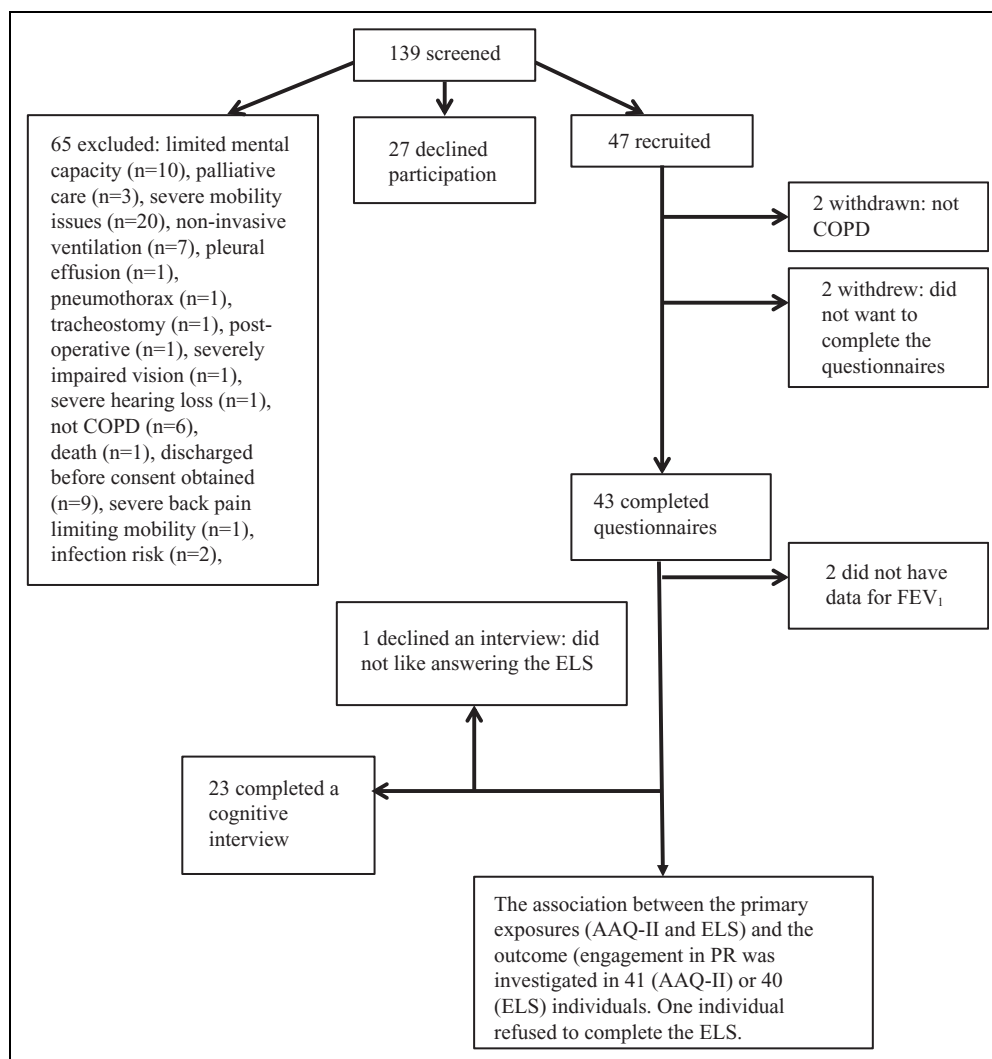 139 screened
65 excluded: limited mental
capacity (n=10), palliative
care (n=3), severe mobility
issues (n=20), non-invasive
ventilation (n=7), pleural
effusion (n=1),
pneumothorax (n=1),
tracheostomy (n=1), post-
operative (n=1), severely
impaired vision (n=1),
severe hearing loss (n=1),
not COPD (n=6),
death (n=1), discharged
before consent obtained
(n=9), severe back pain
limiting mobility (n=1),
infection risk (n=2),
27 declined
participation
47 recruited
2 withdrawn: not
COPD
2 withdrew: did
not want to
complete the
questionnaires
43 completed
questionnaires
2 did not have
data for FEV₁
1 declined an interview: did
not like answering the ELS
23 completed a
cognitive
interview
The association between the primary
exposures (AAQ-II and ELS) and the
outcome (engagement in PR was
investigated in 41 (AAQ-II) or 40
(ELS) individuals. One individual
refused to complete the ELS.